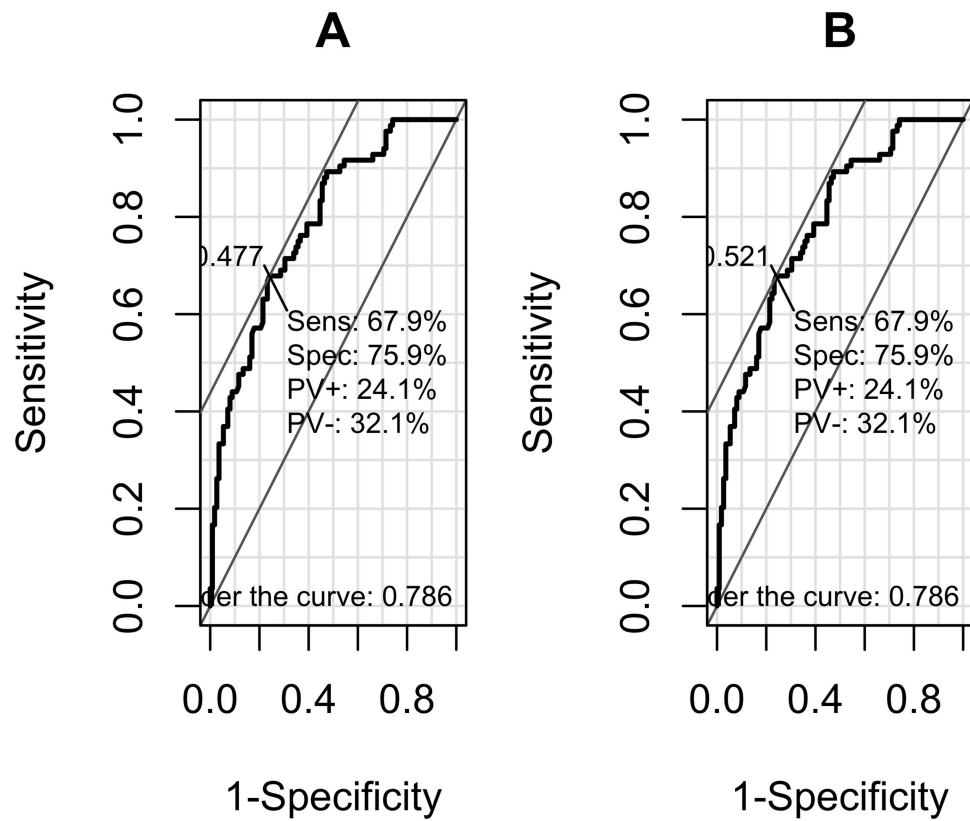 A
1.0
0.8
0.6
0.4
0.2
0.0
Sensitivity
0.477
Sens: 67.9%
Spec: 75.9%
PV+: 24.1%
PV-: 32.1%
der the curve: 0.786
0.0 0.4 0.8
1-Specificity
B
1.0
0.8
0.6
0.4
0.2
0.0
Sensitivity
0.521
Sens: 67.9%
Spec: 75.9%
PV+: 24.1%
PV-: 32.1%
der the curve: 0.786
0.0 0.4 0.8
1-Specificity